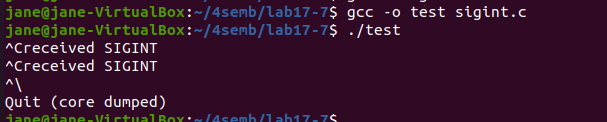 jane@jane-VirtualBox:~/4semb/lab17-7$ gcc -o test sigint.c
jane@jane-VirtualBox:~/4semb/lab17-7$ ./test
^Creceived SIGINT
^Creceived SIGINT
^\
Quit (core dumped)
jane@jane-VirtualBox:~/4semb/lab17-7$